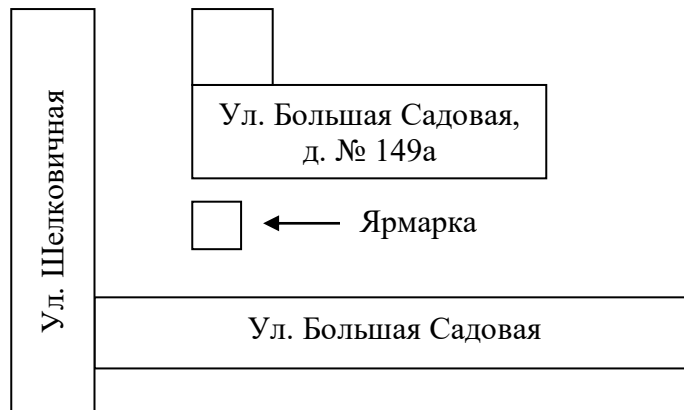 Ул. Шелковичная
Ул. Большая Садовая,
д. № 149а
Ярмарка
Ул. Большая Садовая